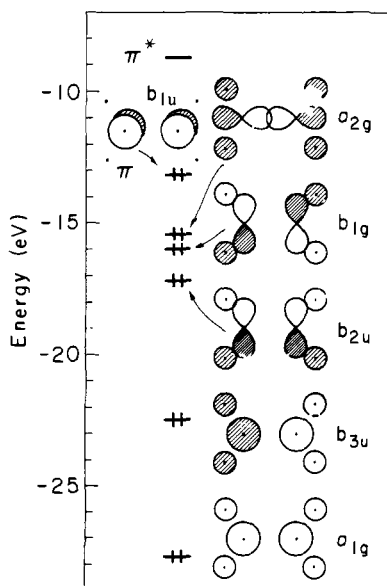 π*
-10
b1u
a2g
π
b1g
-15
Energy (eV)
b2u
-20
b3u
-25
a1g